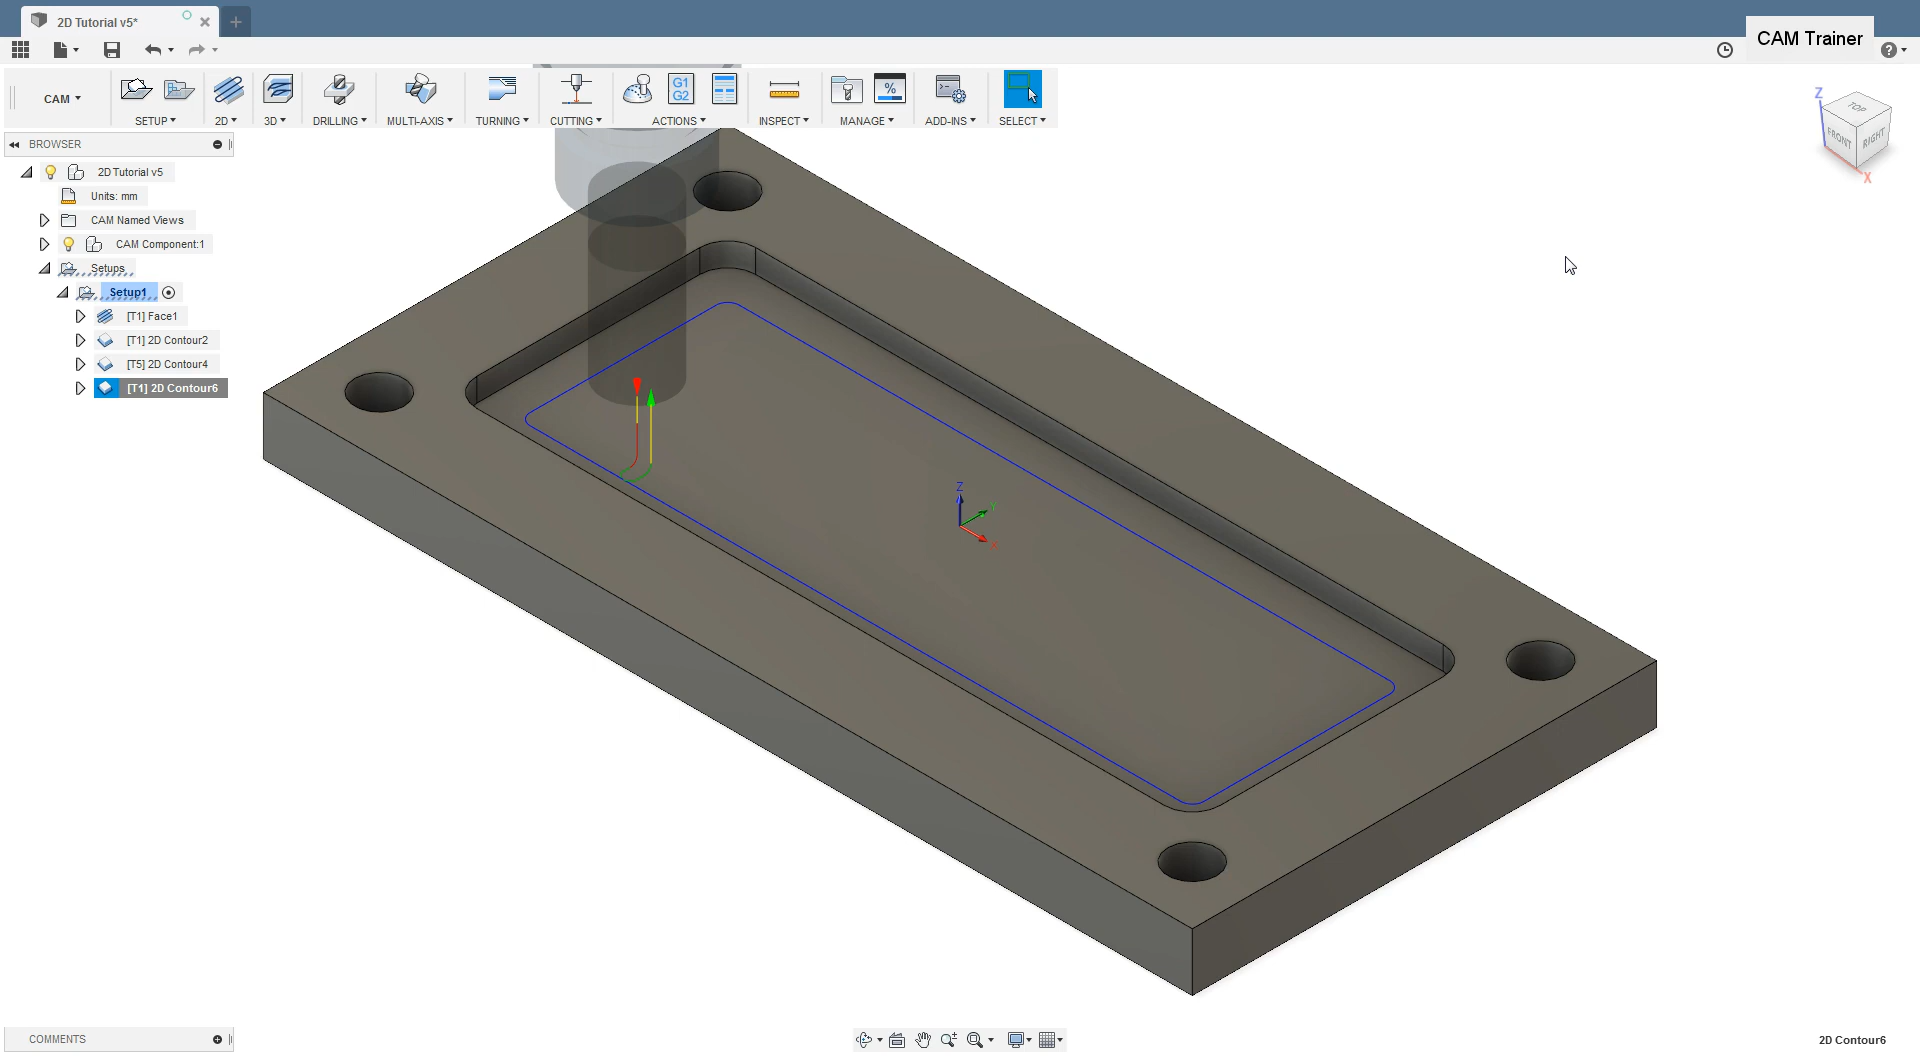 2D Tutorial v5*
CAM Trainer
CAM
G1
G2
%
SETUP
2D
3D
DRILLING
MULTI-AXIS
TURNING
CUTTING
ACTIONS
INSPECT
MANAGE
ADD-INS
SELECT
Z
TOP
FRONT
RIGHT
X
BROWSER
2D Tutorial v5
Units: mm
CAM Named Views
CAM Component:1
Setups
Setup1
[T1] Face1
[T1] 2D Contour2
[T5] 2D Contour4
[T1] 2D Contour6
Z
Y
X
COMMENTS
2D Contour6